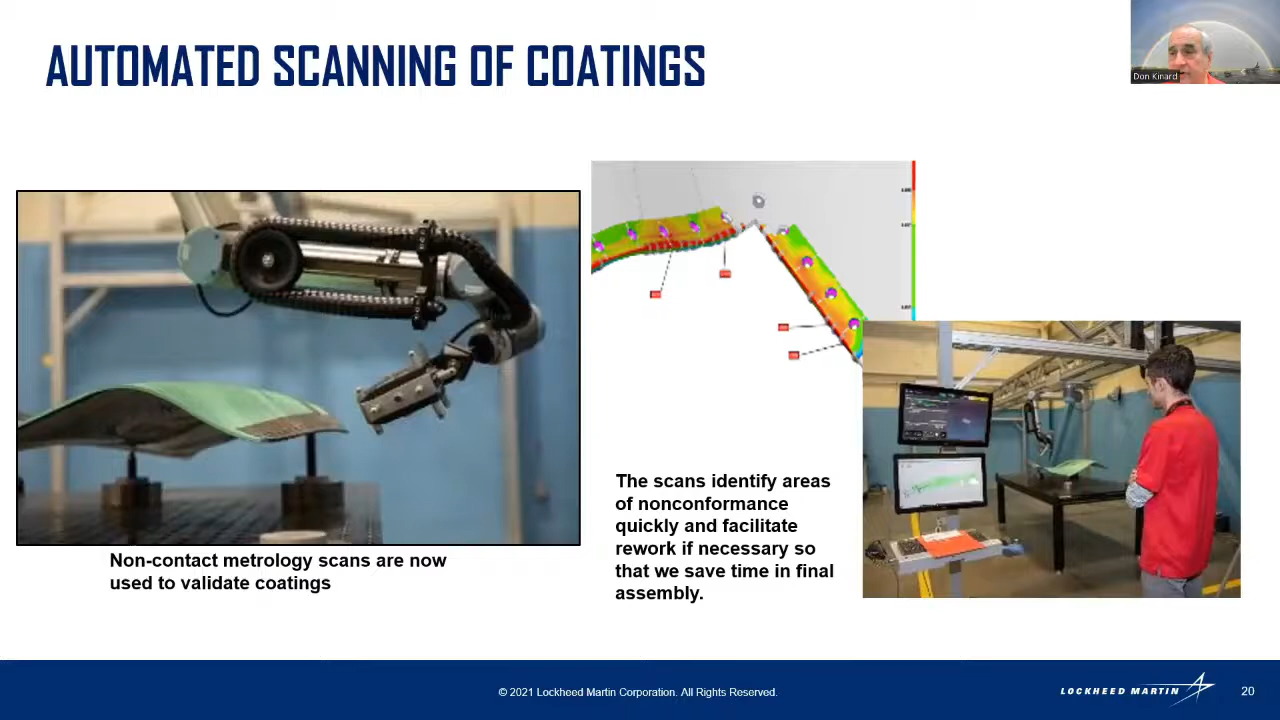 AUTOMATED SCANNING OF COATINGS
Don Kinard
Non-contact metrology scans are now
used to validate coatings
The scans identify areas
of nonconformance
quickly and facilitate
rework if necessary so
that we save time in final
assembly.
© 2021 Lockheed Martin Corporation. All Rights Reserved.
LOCKHEED MARTIN
20